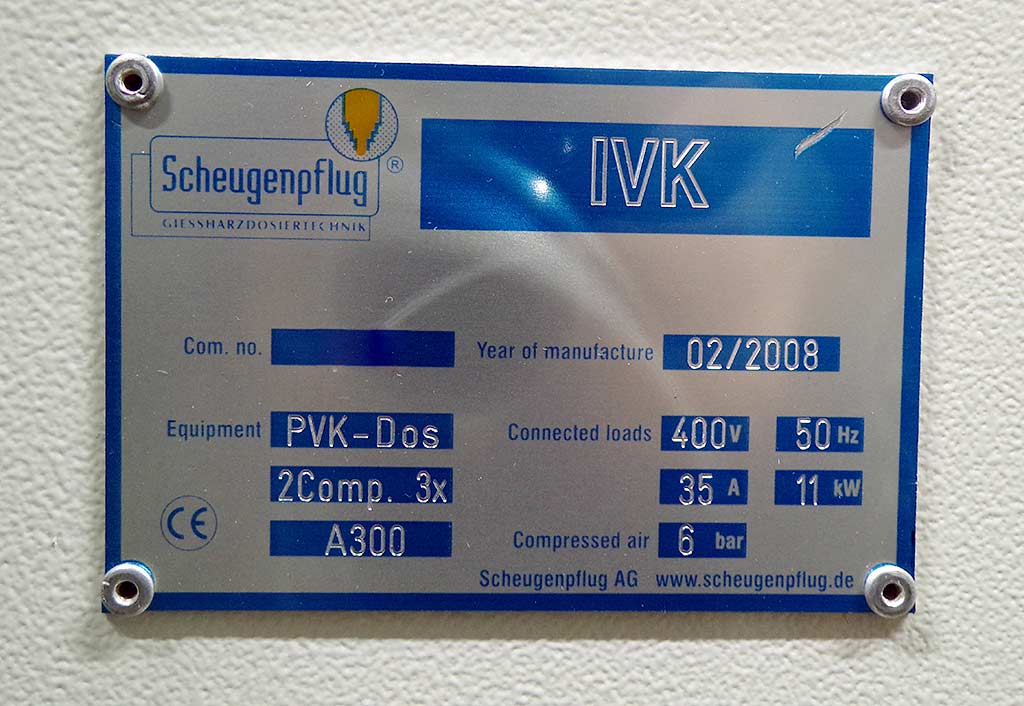 Scheugenpflug ®
GIESSHARZDOSIERTECHNIK
IVK
Com. no.
Year of manufacture 02/2008
Equipment PVK-Dos
2Comp. 3x
A300
Connected loads 400 V 50 Hz
35 A 11 kW
Compressed air 6 bar
CE
Scheugenpflug AG www.scheugenpflug.de